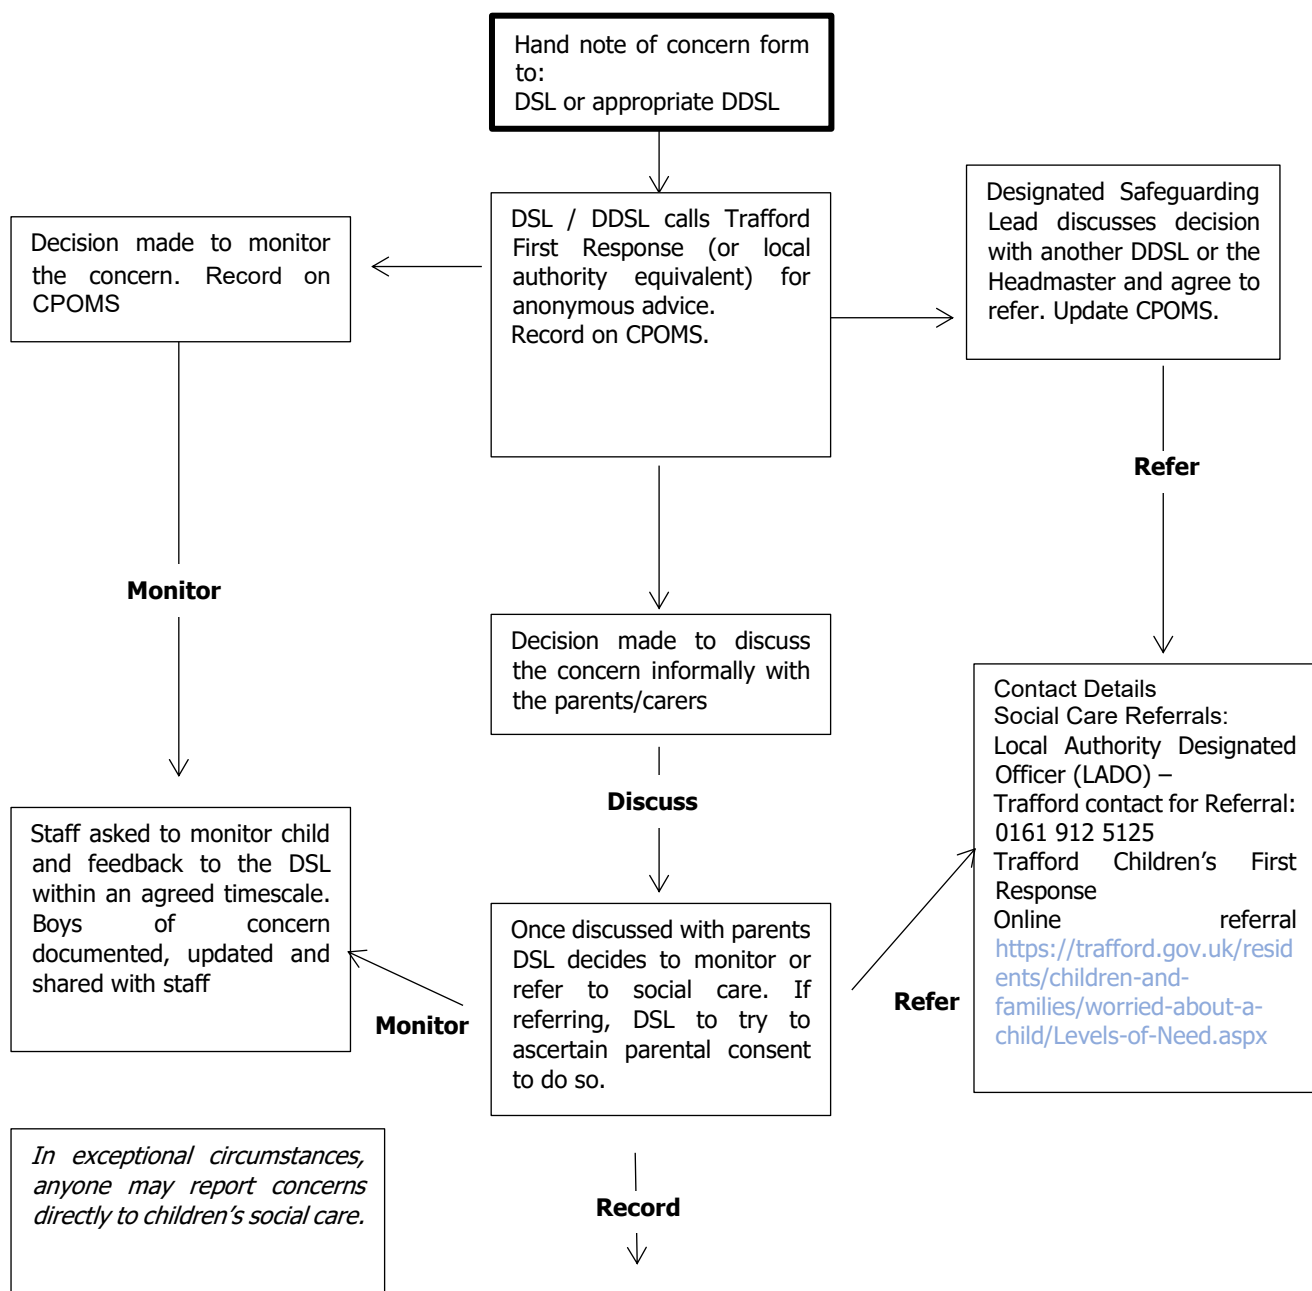 Hand note of concern form
to:
DSL or appropriate DDSL
Decision made to monitor
the concern. Record on
CPOMS
DSL / DDSL calls Trafford
First Response (or local
authority equivalent) for
anonymous advice.
Record on CPOMS.
Designated Safeguarding
Lead discusses decision
with another DDSL or the
Headmaster and agree to
refer. Update CPOMS.
Refer
Monitor
Decision made to discuss
the concern informally with
the parents/carers
Discuss
Contact Details
Social Care Referrals:
Local Authority Designated
Officer (LADO) –
Trafford contact for Referral:
0161 912 5125
Trafford Children’s First
Response
Online referral
https://trafford.gov.uk/resid
ents/children-and-
families/worried-about-a-
child/Levels-of-Need.aspx
Staff asked to monitor child
and feedback to the DSL
within an agreed timescale.
Boys of concern
documented, updated and
shared with staff
Monitor
Once discussed with parents
DSL decides to monitor or
refer to social care. If
referring, DSL to try to
ascertain parental consent
to do so.
Refer
In exceptional circumstances,
anyone may report concerns
directly to children’s social care.
Record